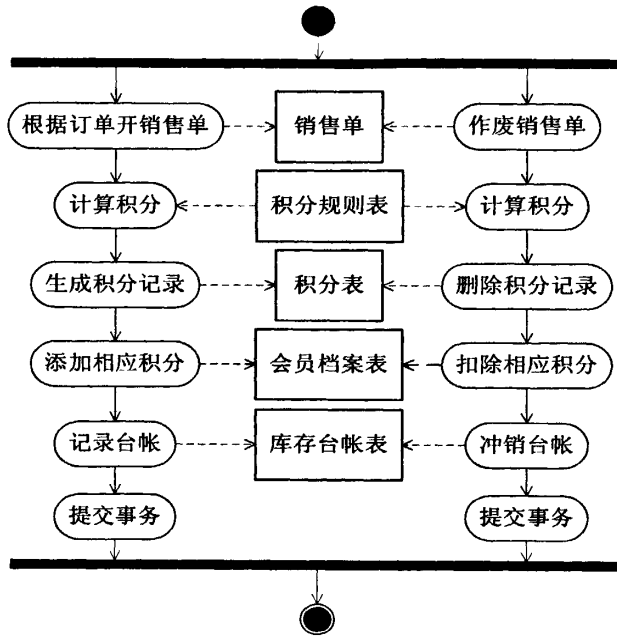 根据订单开销售单 销售单 作废销售单
计算积分 积分规则表 计算积分
生成积分记录 积分表 删除积分记录
添加相应积分 会员档案表 扣除相应积分
记录台帐 库存台帐表 冲销台帐
提交事务 提交事务